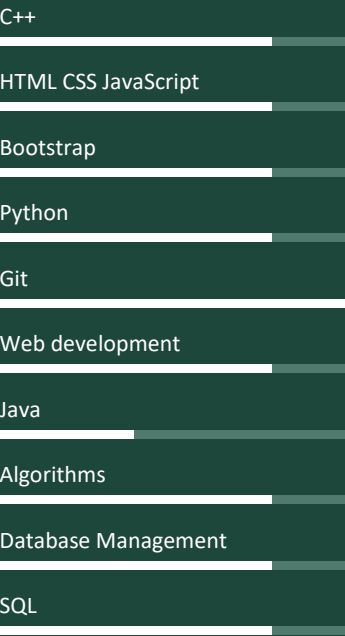 C++
HTML CSS JavaScript
Bootstrap
Python
Git
Web development
Java
Algorithms
Database Management
SQL